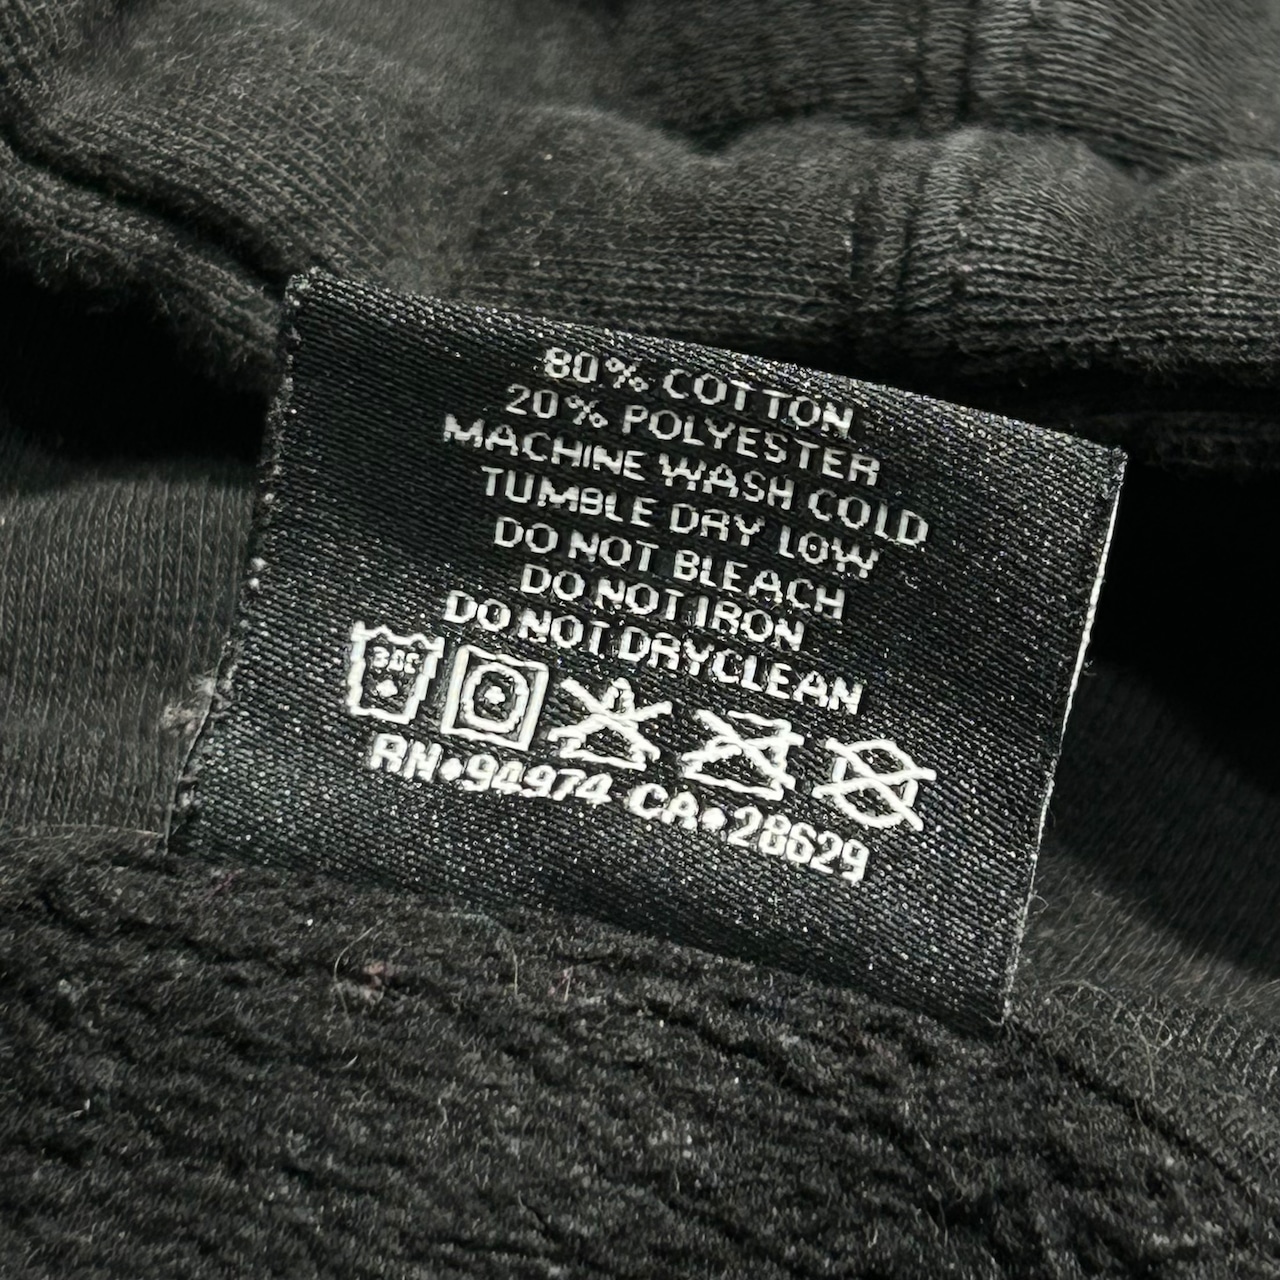 80% COTTON
20% POLYESTER
MACHINE WASH COLD
TUMBLE DRY LOW
DO NOT BLEACH
DO NOT IRON
DO NOT DRYCLEAN
30C
RN•94974 CA•28629